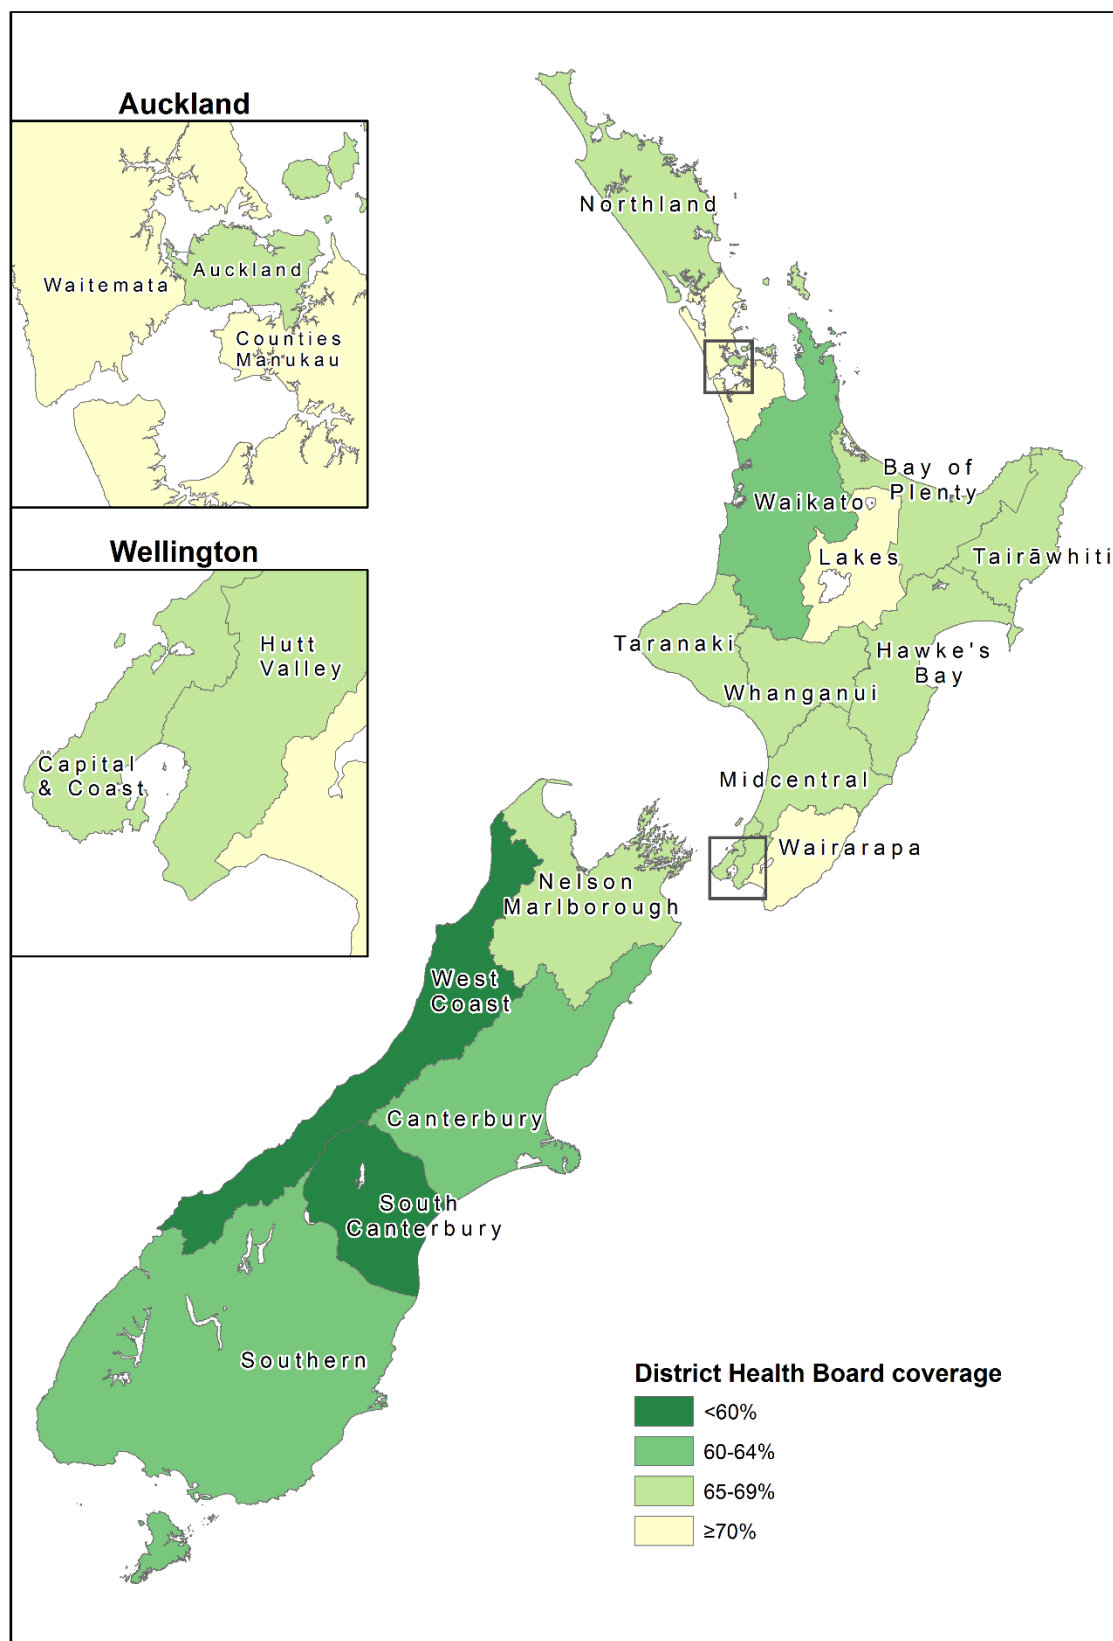 Auckland
Waitemata
Auckland
Counties
Manukau
Wellington
Hutt
Valley
Capital
& Coast
Northland
Bay of
Plenty
Waikato
Lakes
Tairāwhiti
Taranaki
Hawke's
Bay
Whanganui
Midcentral
Wairarapa
Nelson
Marlborough
West
Coast
Canterbury
South
Canterbury
Southern
District Health Board coverage
<60%
60-64%
65-69%
≥70%